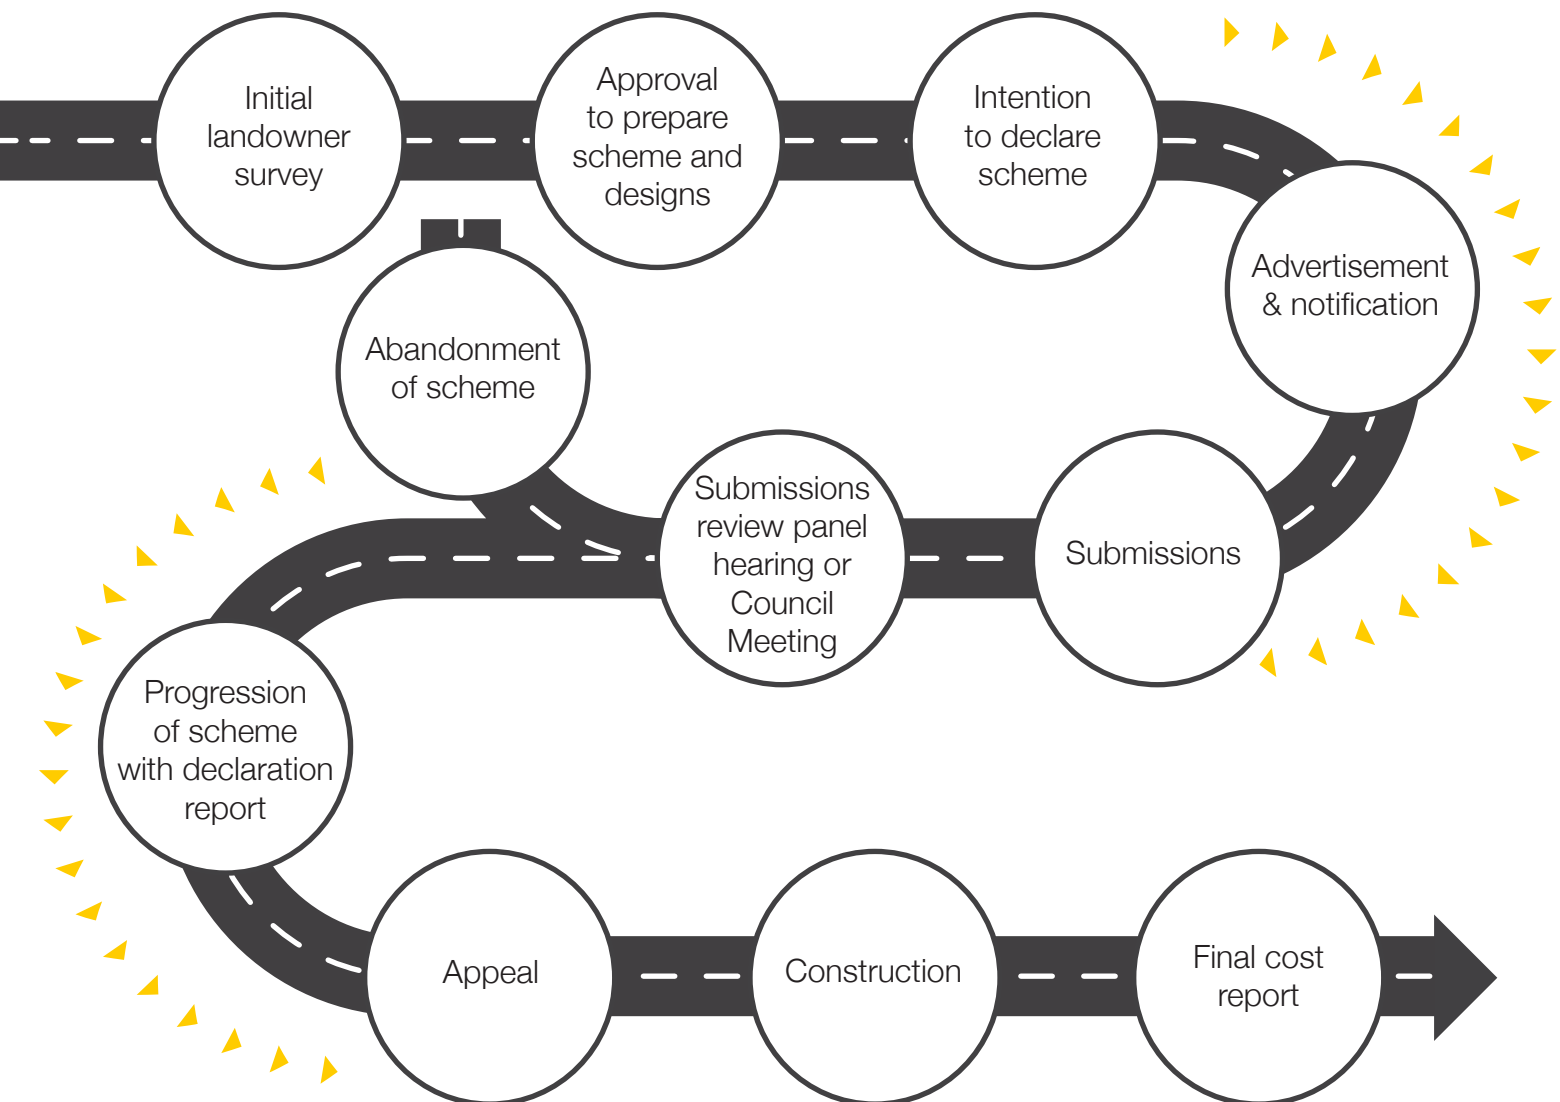 Initial
landowner
survey
Approval
to prepare
scheme and
designs
Intention
to declare
scheme
Advertisement
& notification
Submissions
Submissions
review panel
hearing or
Council
Meeting
Abandonment
of scheme
Progression
of scheme
with declaration
report
Appeal
Construction
Final cost
report